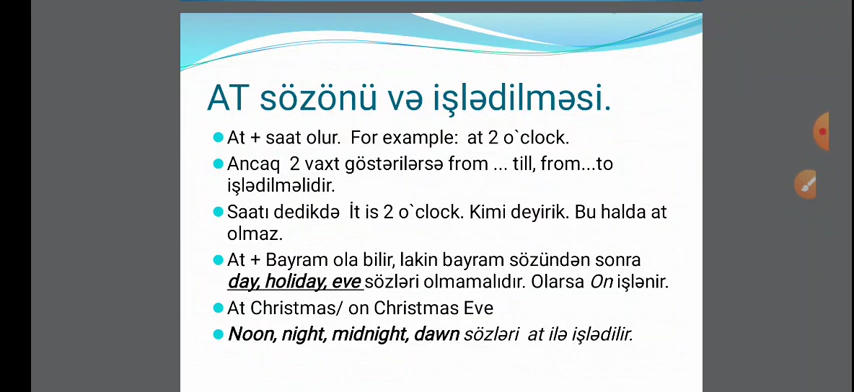 AT sözönü və işlədilməsi.
At + saat olur. For example: at 2 o`clock.
Ancaq 2 vaxt göstərilərsə from ... till, from...to
işlədilməlidir.
Saatı dedikdə İt is 2 o`clock. Kimi deyirik. Bu halda at
olmaz.
At + Bayram ola bilir, lakin bayram sözündən sonra
day, holiday, eve sözləri olmamalıdır. Olarsa On işlənir.
At Christmas/ on Christmas Eve
Noon, night, midnight, dawn sözləri at ilə işlədilir.